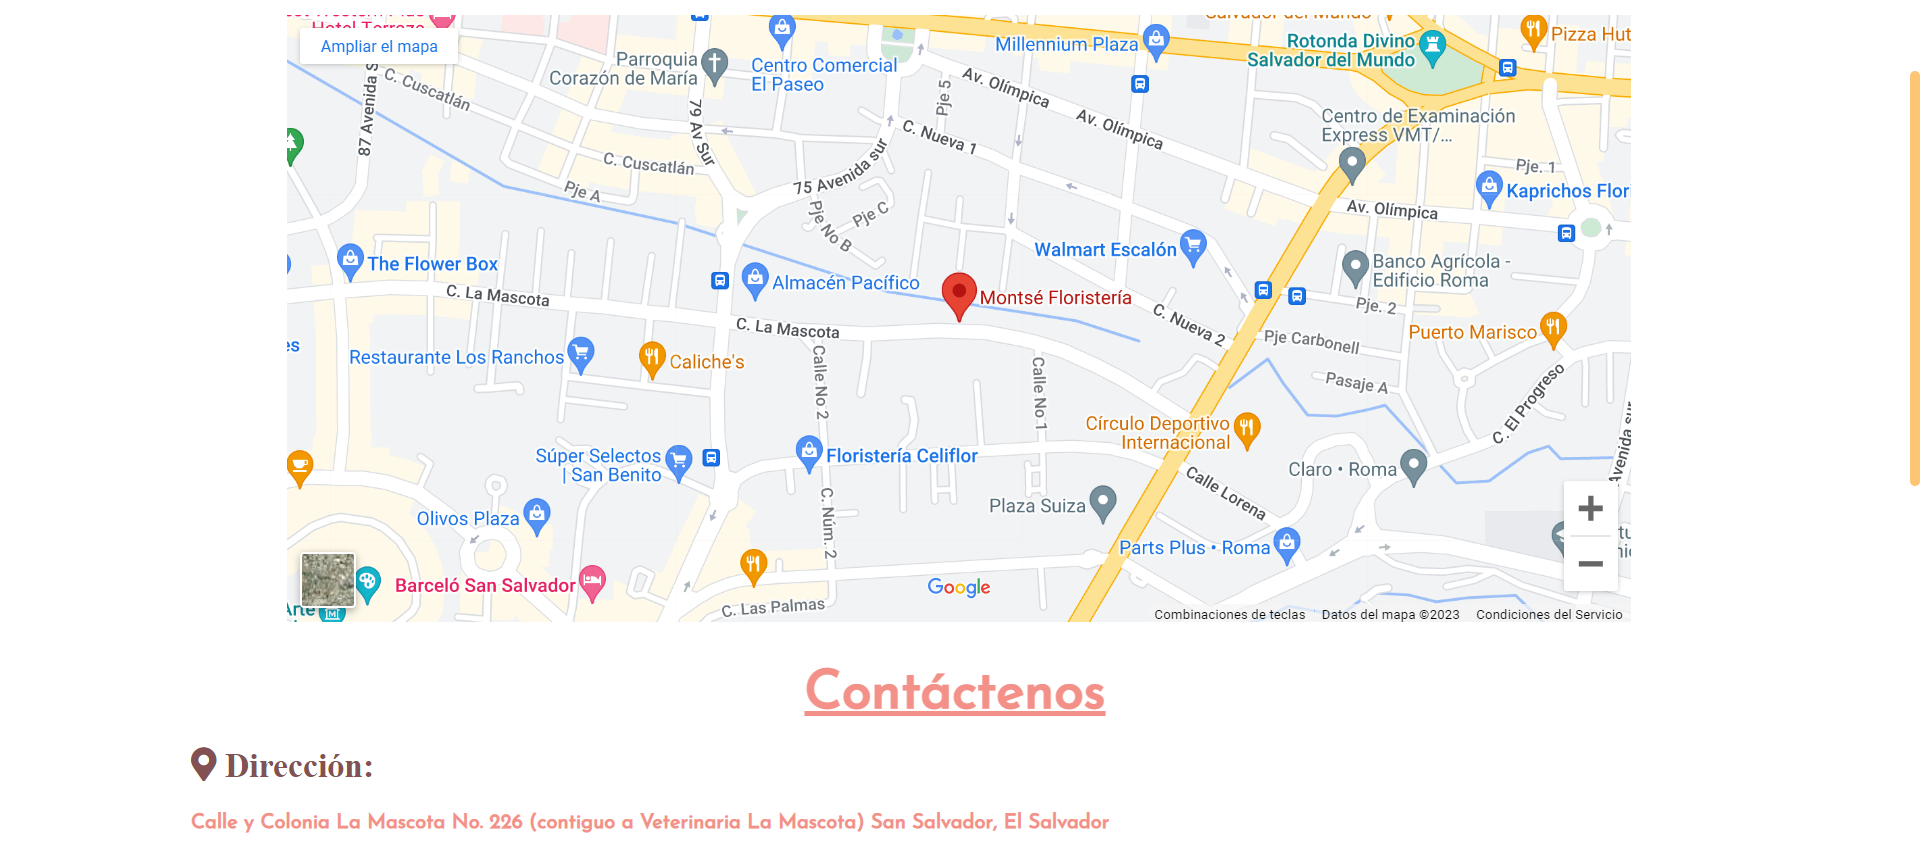 Hotel Terraza
Salvador del Mundo
Ampliar el mapa
Parroquia
Corazón de María
Centro Comercial
El Paseo
Millennium Plaza
Rotonda Divino
Salvador del Mundo
Pizza Hut
87 Avenida S
C. Cuscatlán
79 Av Sur
Pje 5
Av. Olímpica
Av. Olímpica
C. Nueva 1
Centro de Examinación
Express VMT/...
C. Cuscatlán
Pje A
75 Avenida sur
Pje C
Pje No B
Pje. 1
Kaprichos Flor
Av. Olímpica
Walmart Escalón
The Flower Box
C. La Mascota
Almacén Pacífico
Montsé Floristería
Banco Agrícola -
Edificio Roma
C. La Mascota
C. Nueva 2
Pje. 2
Puerto Marisco
Pje Carbonell
es
Restaurante Los Ranchos
Caliche's
Calle No 2
Calle No 1
Pasaje A
C. El Progreso
Avenida sur
Círculo Deportivo
Internacional
Súper Selectos
| San Benito
Floristería Celiflor
Claro • Roma
Calle Lorena
C. Núm. 2
Plaza Suiza
Olivos Plaza
Parts Plus • Roma
Barceló San Salvador
Arte
C. Las Palmas
Google
Combinaciones de teclas Datos del mapa ©2023 Condiciones del Servicio
Contáctenos
Dirección:
Calle y Colonia La Mascota No. 226 (contiguo a Veterinaria La Mascota) San Salvador, El Salvador